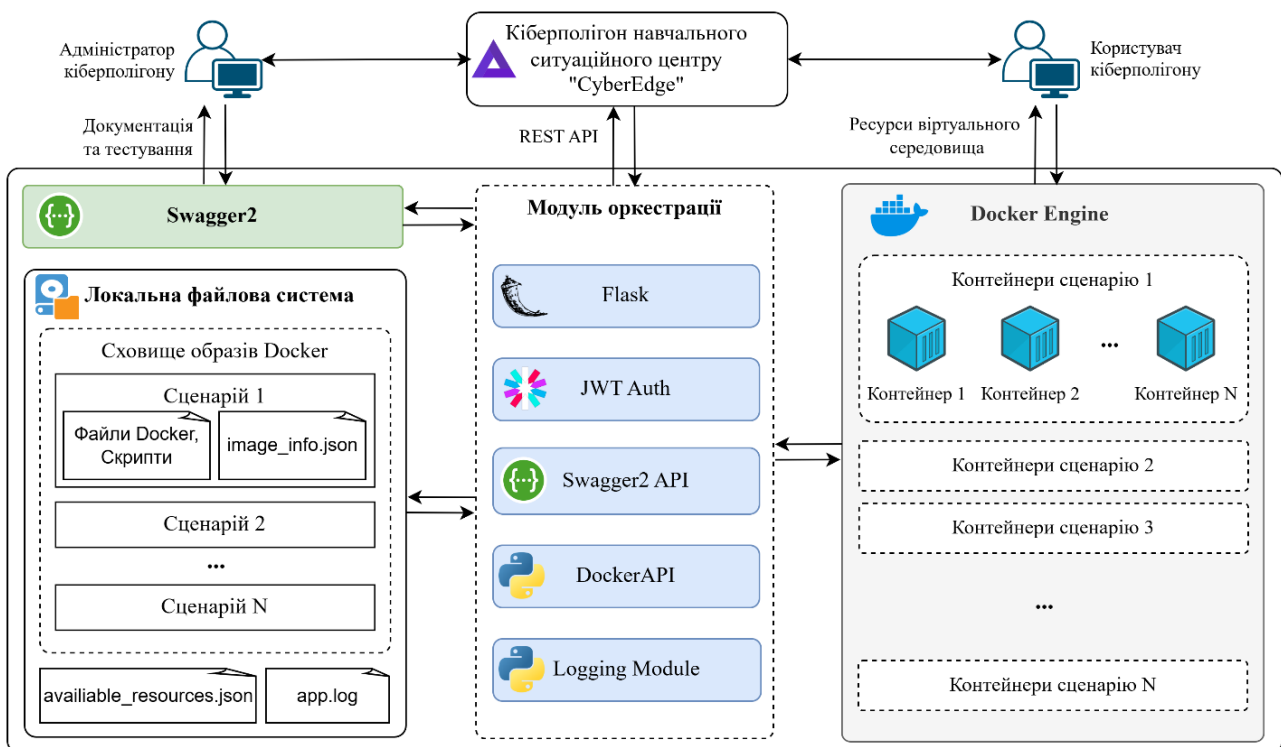 Адміністратор
кіберполігону
Кіберполігон навчального
ситуаційного центру
"CyberEdge"
Користувач
кіберполігону
Документація
та тестування
REST API
Ресурси віртуального
середовища
Swagger2
Модуль оркестрації
Docker Engine
Локальна файлова система
Сховище образів Docker
Сценарій 1
Файли Docker,
Скрипти
image_info.json
Сценарій 2
...
Сценарій N
availiable_resources.json
app.log
Flask
JWT Auth
Swagger2 API
DockerAPI
Logging Module
Контейнери сценарію 1
...
Контейнер 1
Контейнер 2
Контейнер N
Контейнери сценарію 2
Контейнери сценарію 3
...
Контейнери сценарію N